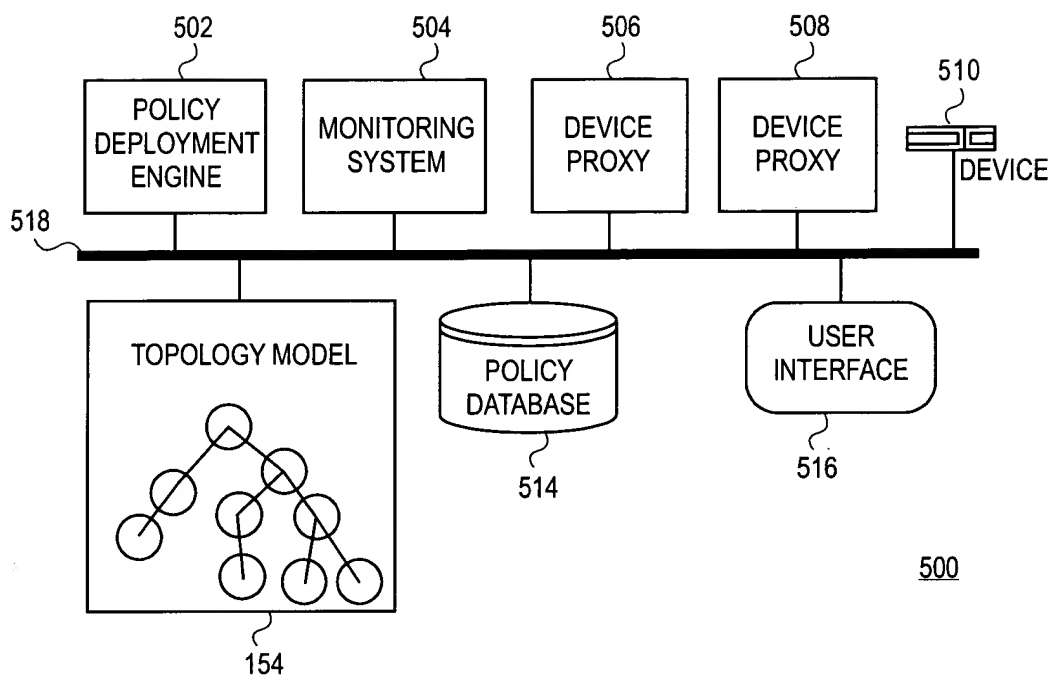 502
504
506
508
510
POLICY
DEPLOYMENT
ENGINE
MONITORING
SYSTEM
DEVICE
PROXY
DEVICE
PROXY
DEVICE
518
TOPOLOGY MODEL
POLICY
DATABASE
USER
INTERFACE
514
516
500
154